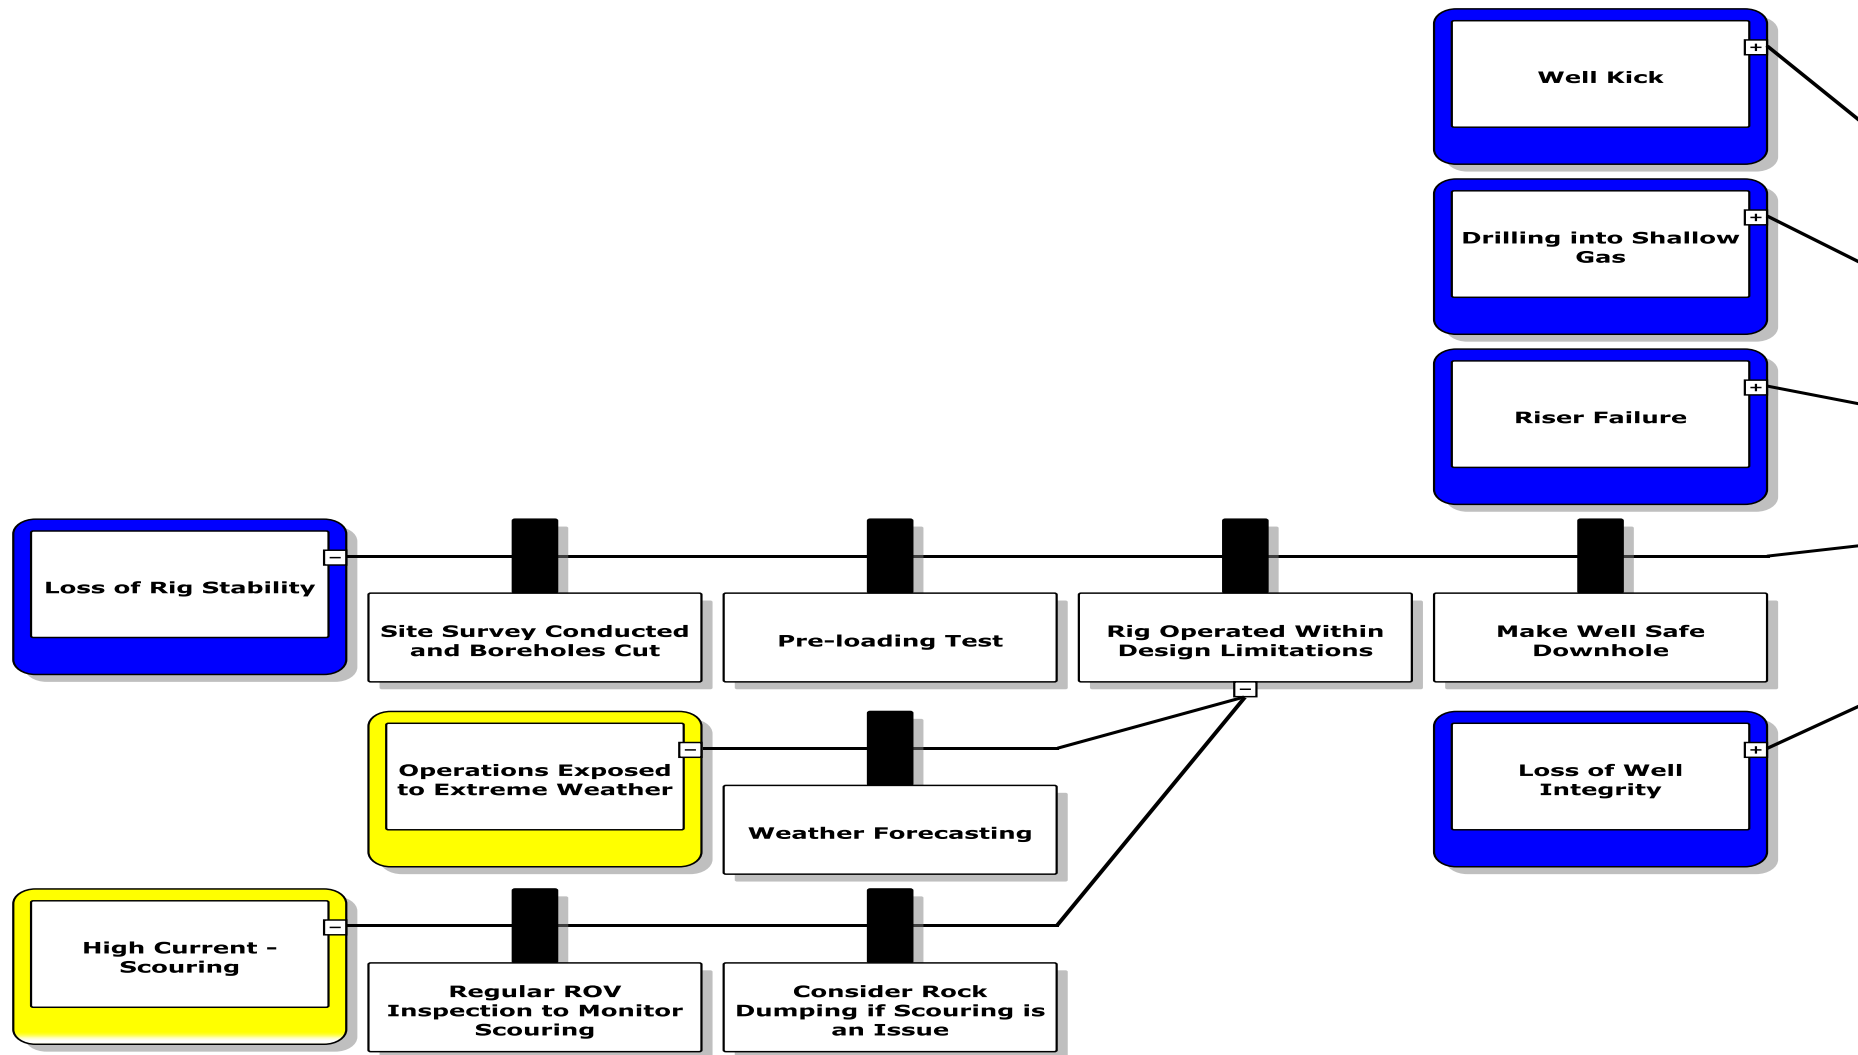 Well Kick
Drilling into Shallow
Gas
Riser Failure
Loss of Rig Stability
Site Survey Conducted
and Boreholes Cut
Pre-loading Test
Rig Operated Within
Design Limitations
Make Well Safe
Downhole
Operations Exposed
to Extreme Weather
Weather Forecasting
Loss of Well
Integrity
High Current -
Scouring
Regular ROV
Inspection to Monitor
Scouring
Consider Rock
Dumping if Scouring is
an Issue